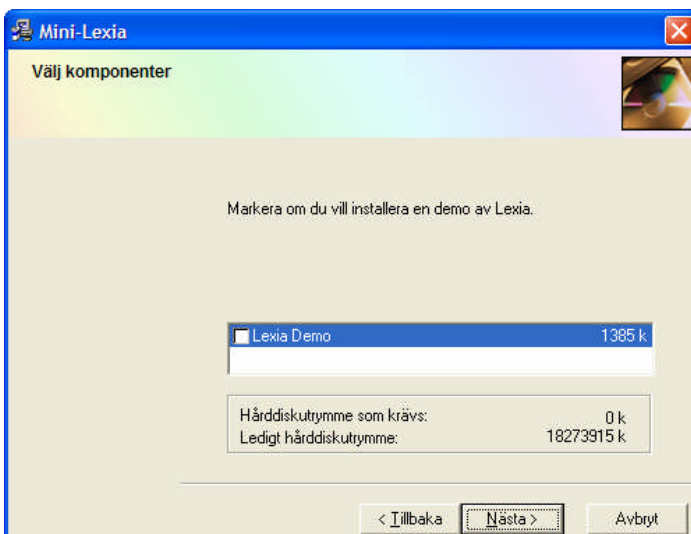 Mini-Lexia
Välj komponenter
Markera om du vill installera en demo av Lexia.
Lexia Demo 1385 k
Hårddiskutrymme som krävs: 0 k
Ledigt hårddiskutrymme: 18273915 k
< Tillbaka Nästa > Avbryt